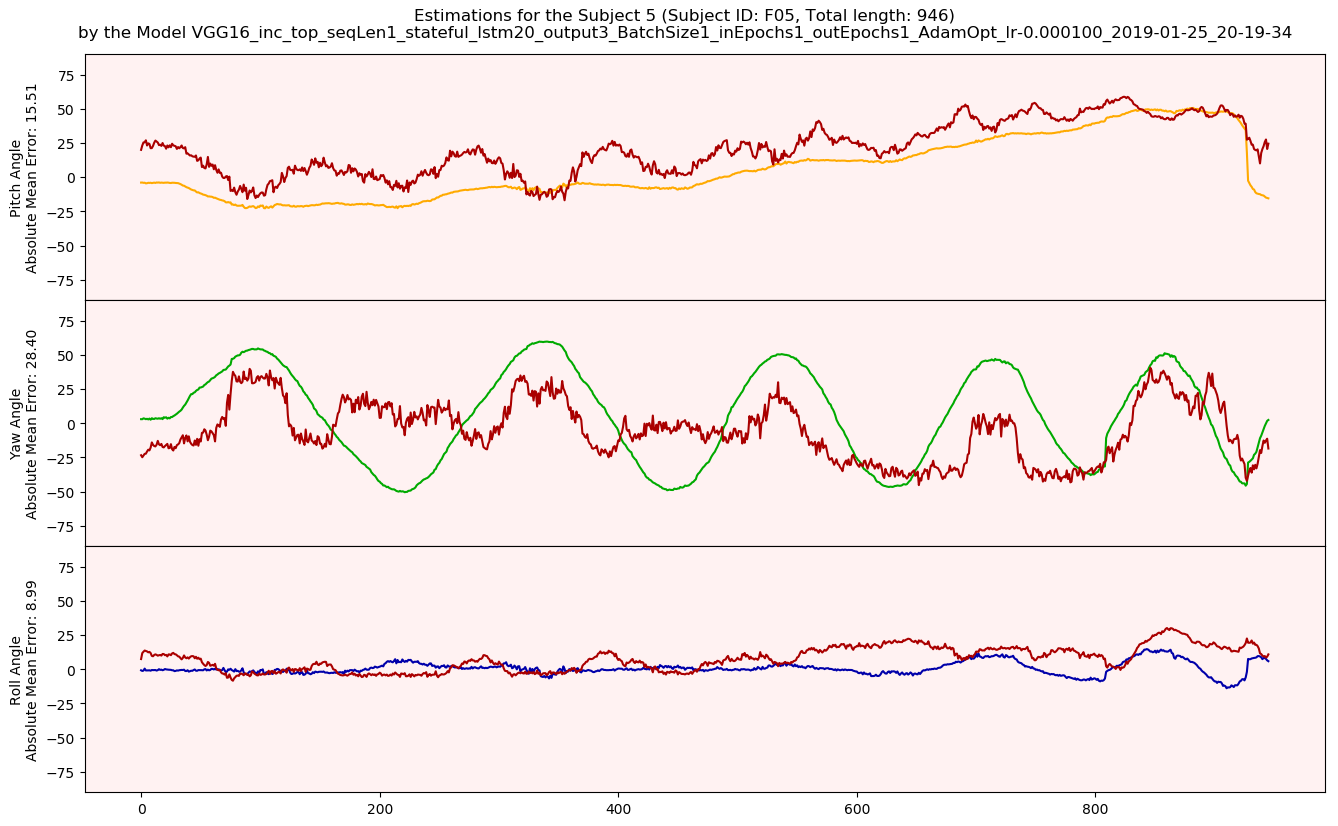 Estimations for the Subject 5 (Subject ID: F05, Total length: 946)
by the Model VGG16_inc_top_seqLen1_stateful_lstm20_output3_BatchSize1_inEpochs1_outEpochs1_AdamOpt_lr-0.000100_2019-01-25_20-19-34
Pitch Angle
Absolute Mean Error: 15.51
75
50
25
0
−25
−50
−75
Yaw Angle
Absolute Mean Error: 28.40
75
50
25
0
−25
−50
−75
Roll Angle
Absolute Mean Error: 8.99
75
50
25
0
−25
−50
−75
0 200 400 600 800